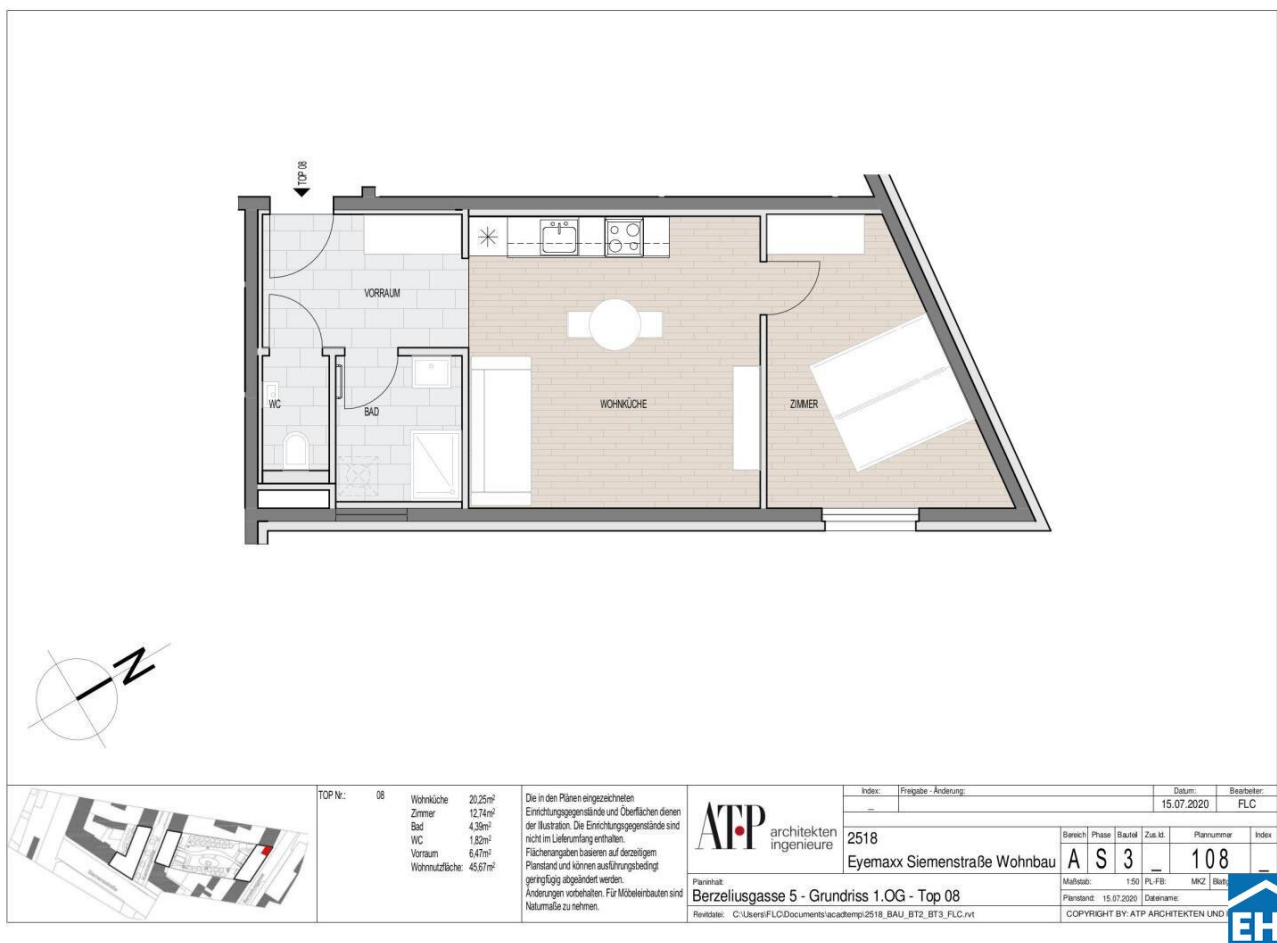 TOP 08
VORRAUM
WC
BAD
WOHNKÜCHE
ZIMMER
N
TOP Nr.: 08
Wohnküche 20,25m²
Zimmer 12,74m²
Bad 4,39m²
WC 1,82m²
Vorraum 6,47m²
Wohnnutzfläche: 45,67m²
Die in den Plänen eingezeichneten
Einrichtungsgegenstände und Oberflächen dienen
der Illustration. Die Einrichtungsgegenstände sind
nicht im Lieferumfang enthalten.
Flächenangaben basieren auf derzeitigem
Planstand und können ausführungsbedingt
geringfügig abgeändert werden.
Änderungen vorbehalten. Für Möbeleinbauten sind
Naturmaße zu nehmen.
ATP architekten
ingenieure
Index: Freigabe - Änderung: Datum: Bearbeiter:
_ 15.07.2020 FLC
2518
Eyemaxx Siemenstraße Wohnbau
Bereich Phase Bauteil Zus.Id. Plannummer Index
A S 3 _ 108 _
Planinhalt:
Berzeliusgasse 5 - Grundriss 1.OG - Top 08
Maßstab: 1:50 PL-FB: MKZ
Planstand: 15.07.2020 Dateiname:
Revitdatei: C:\Users\FLC\Documents\acadtemp\2518_BAU_BT2_BT3_FLC.rvt
COPYRIGHT BY: ATP ARCHITEKTEN UND
EH